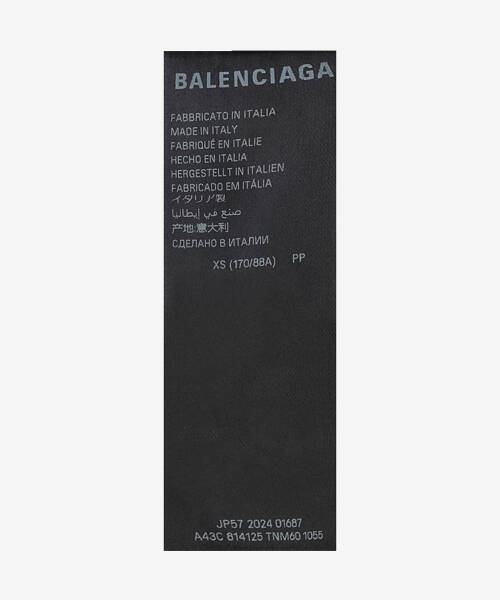 BALENCIAGA
FABBRICATO IN ITALIA
MADE IN ITALY
FABRIQUÉ EN ITALIE
HECHO EN ITALIA
HERGESTELLT IN ITALIEN
FABRICADO EM ITÁLIA
イタリア製
صنع في إيطاليا
产地:意大利
СДЕЛАНО В ИТАЛИИ
XS (170/88A) PP
JP57 2024 01687
A43C 814125 TNM60 1055